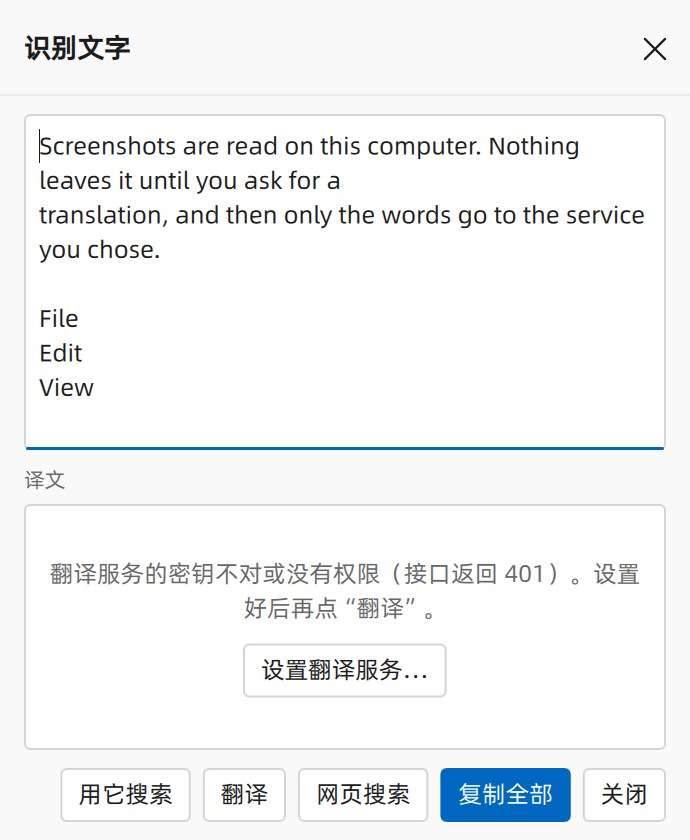 识别文字
Screenshots are read on this computer. Nothing
leaves it until you ask for a
translation, and then only the words go to the service
you chose.
File
Edit
View
译文
翻译服务的密钥不对或没有权限（接口返回 401）。设置
好后再点“翻译”。
设置翻译服务…
用它搜索
翻译
网页搜索
复制全部
关闭